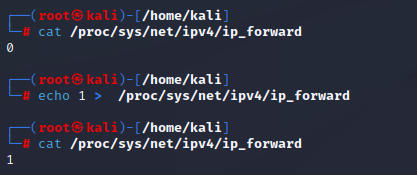 ┌──(root㉿kali)-[/home/kali]
└─# cat /proc/sys/net/ipv4/ip_forward
0
┌──(root㉿kali)-[/home/kali]
└─# echo 1 >  /proc/sys/net/ipv4/ip_forward
┌──(root㉿kali)-[/home/kali]
└─# cat /proc/sys/net/ipv4/ip_forward
1